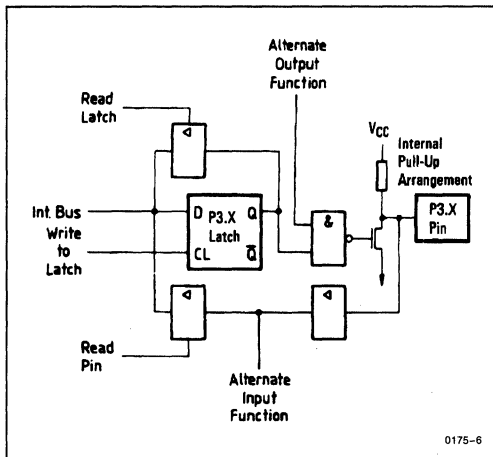 Alternate
Output
Function
Read
Latch
VCC
Internal
Pull-Up
Arrangement
P3.X
Pin
Int. Bus
Write
to
Latch
D P3.X Q
Latch
CL Q̅
&
Read
Pin
Alternate
Input
Function
0175-6